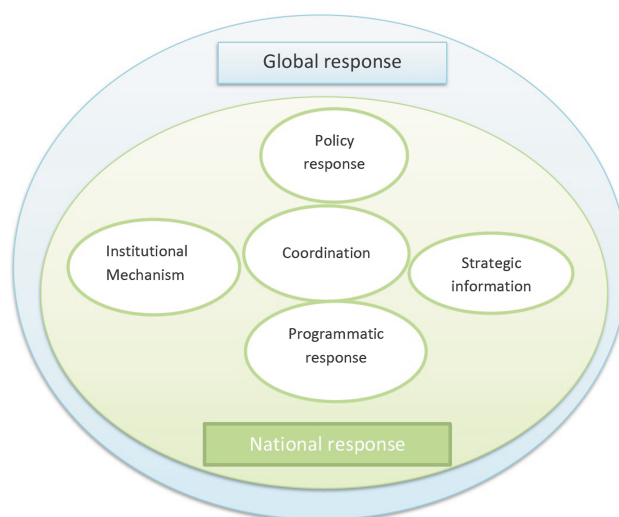 Global response
Policy
response
Institutional
Mechanism
Coordination
Strategic
information
Programmatic
response
National response